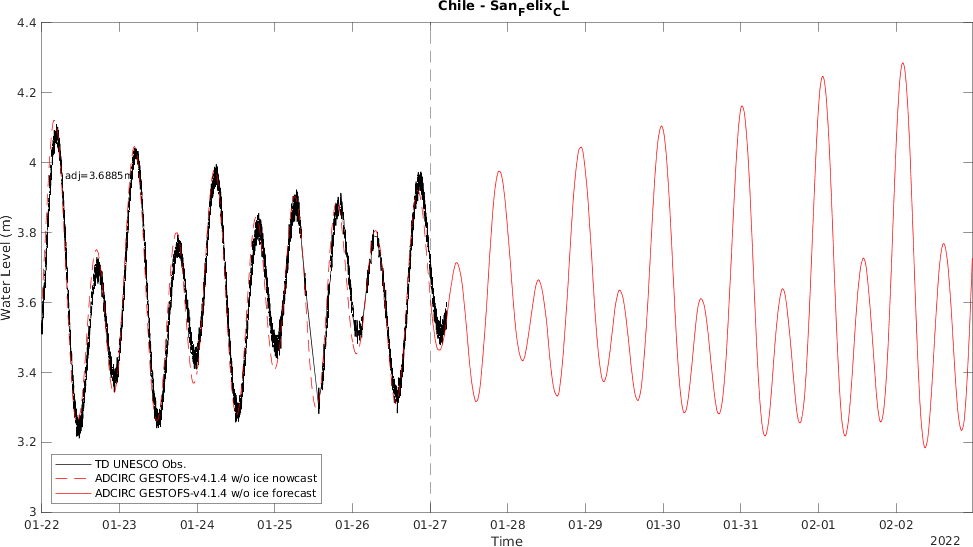 Chile - SanFelixCL
4.4
4.2
4
3.8
3.6
3.4
3.2
3
Water Level (m)
adj=3.6885m
TD UNESCO Obs.
ADCIRC GESTOFS-v4.1.4 w/o ice nowcast
ADCIRC GESTOFS-v4.1.4 w/o ice forecast
01-22 01-23 01-24 01-25 01-26 01-27 01-28 01-29 01-30 01-31 02-01 02-02
Time
2022